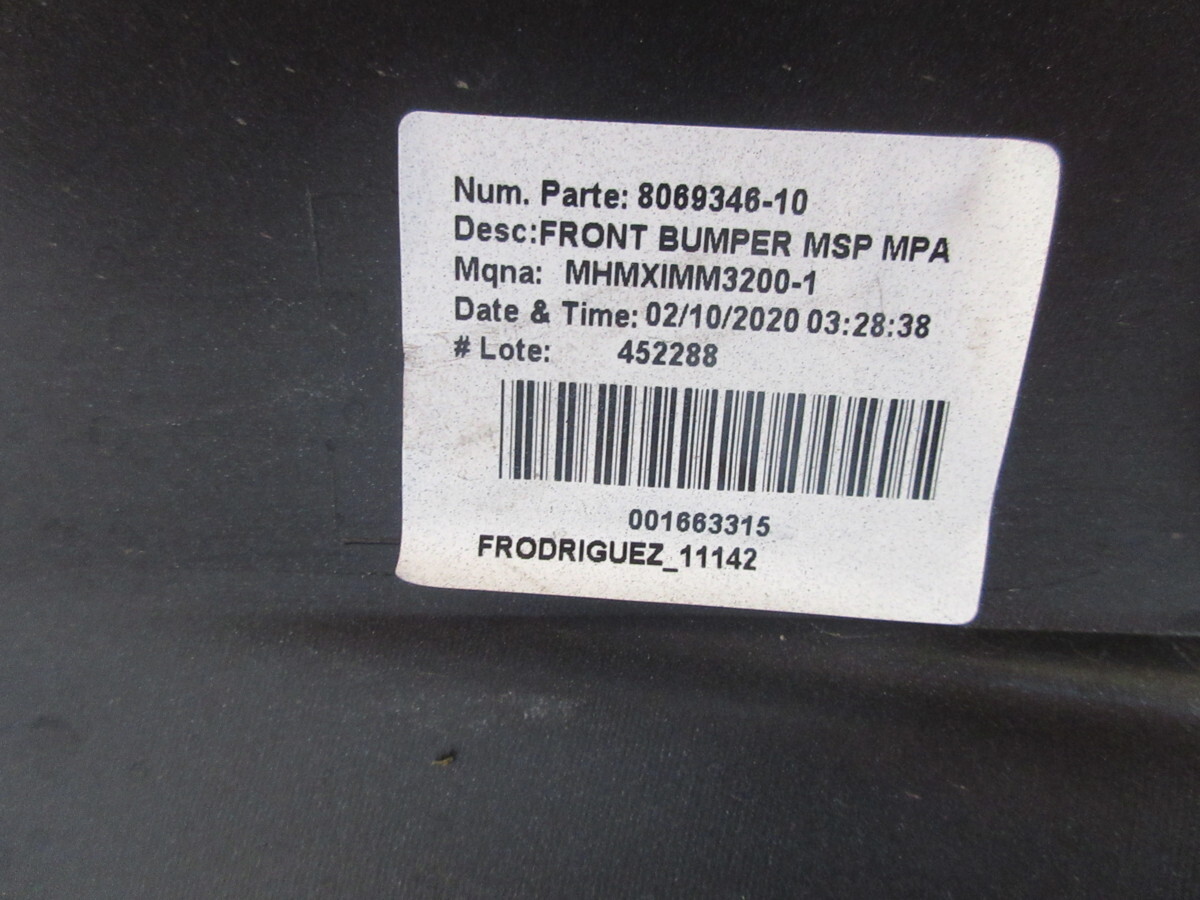 Num. Parte: 8069346-10
Desc:FRONT BUMPER MSP MPA
Mqna: MHMXIMM3200-1
Date & Time: 02/10/2020 03:28:38
# Lote: 452288
001663315
FRODRIGUEZ_11142